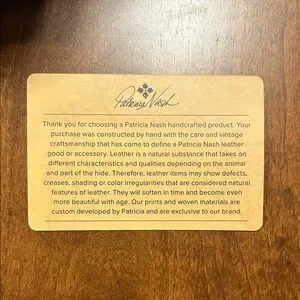 Patricia Nash
Thank you for choosing a Patricia Nash handcrafted product. Your
purchase was constructed by hand with the care and vintage
craftsmanship that has come to define a Patricia Nash leather
good or accessory. Leather is a natural substance that takes on
different characteristics and qualities depending on the animal
and part of the hide. Therefore, leather items may show defects,
creases, shading or color irregularities that are considered natural
features of leather. They will soften in time and become even
more beautiful with age. Our prints and woven materials are
custom developed by Patricia and are exclusive to our brand.